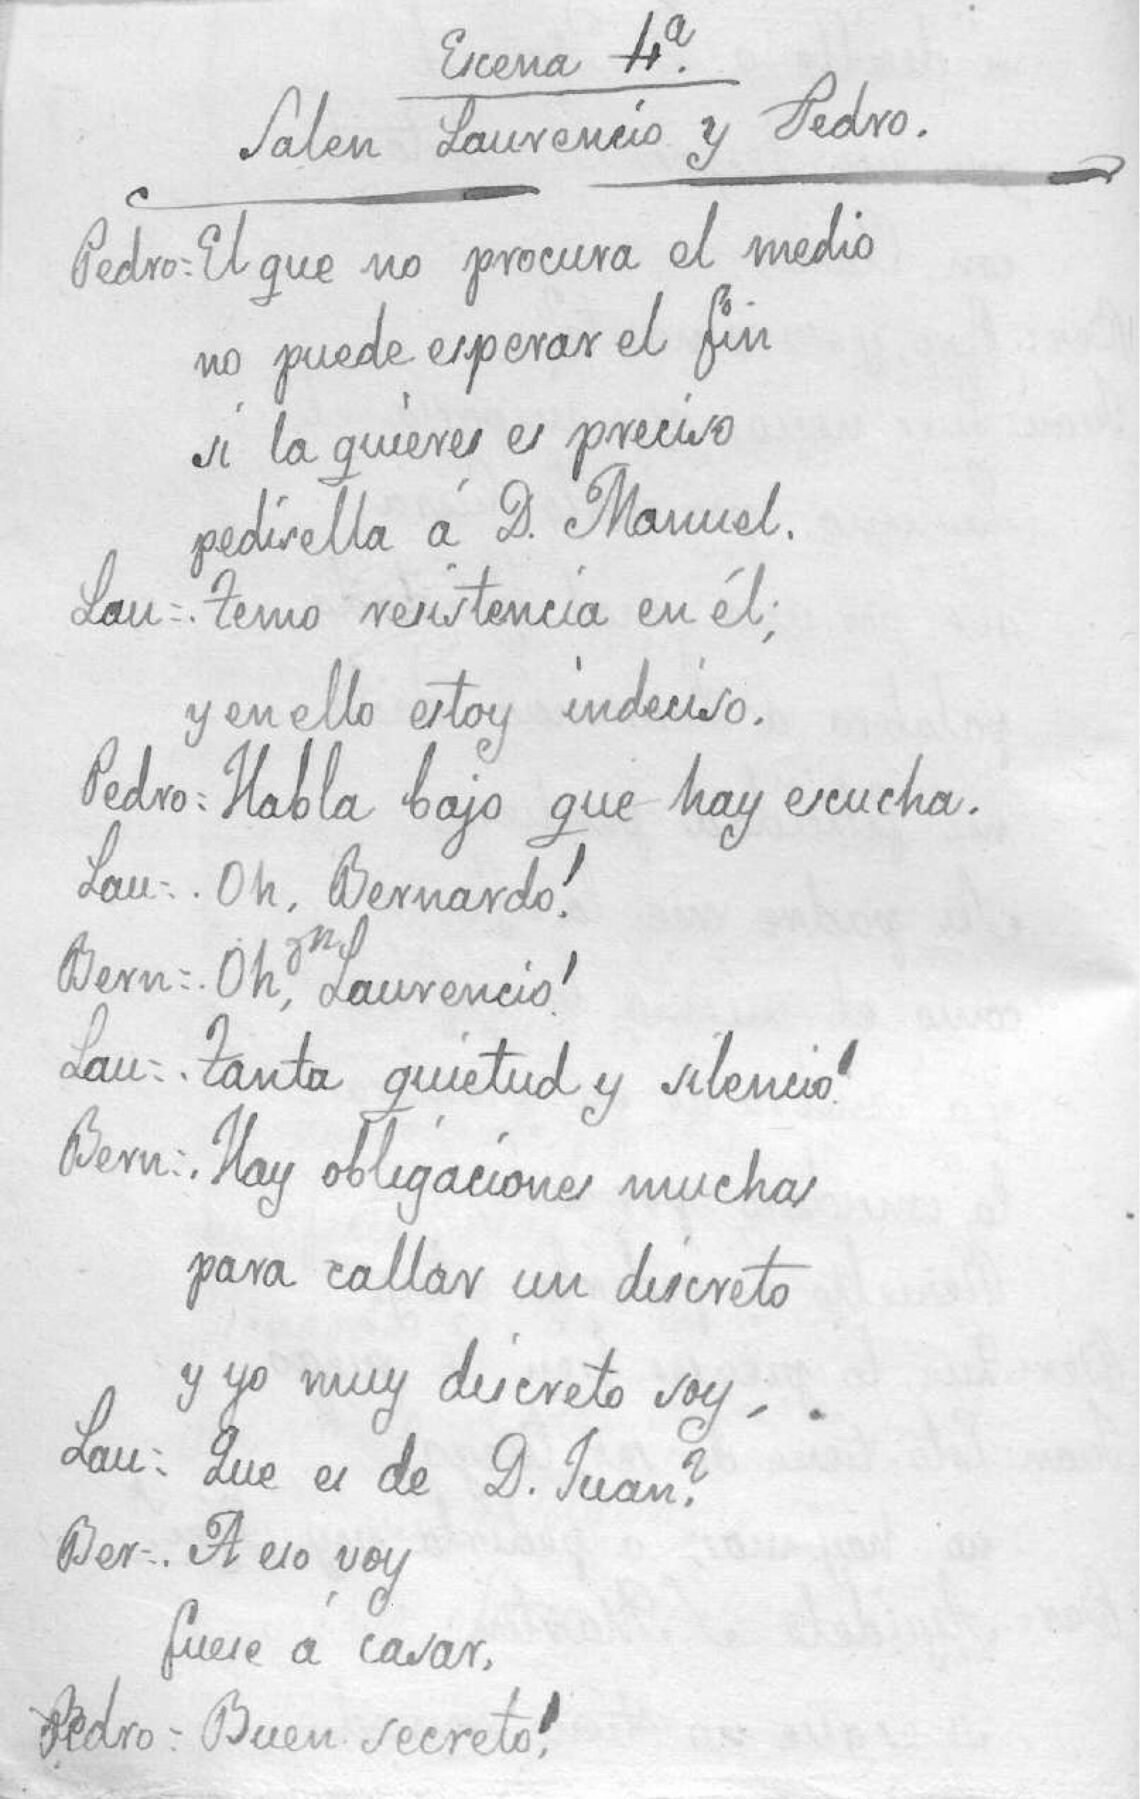 Escena 4ª.
Salen Laurencio y Pedro.
Pedro=El que no procura el medio
no puede esperar el fin
si la quieres es preciso
pedirella á D. Manuel.
Lau=. Temo resistencia en él;
y en ello estoy indeciso.
Pedro= Habla bajo que hay escucha.
Lau=. Oh, Bernardo!
Bern=. Oh, Laurencio!
Lau=. Tanta quietud y silencio!
Bern=. Hay obligaciones muchas
para callar un discreto
y yo muy discreto soy.
Lau= Que es de D. Juan?
Ber=. A eso voy
fuese á casar.
Pedro= Buen secreto!